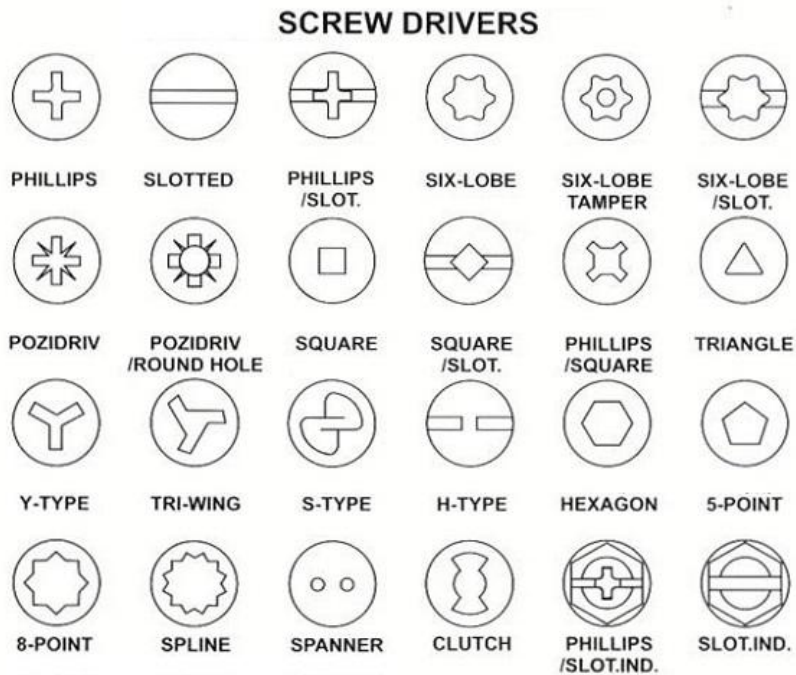 SCREW DRIVERS
PHILLIPS
SLOTTED
PHILLIPS
/SLOT.
SIX-LOBE
SIX-LOBE
TAMPER
SIX-LOBE
/SLOT.
POZIDRIV
POZIDRIV
/ROUND HOLE
SQUARE
SQUARE
/SLOT.
PHILLIPS
/SQUARE
TRIANGLE
Y-TYPE
TRI-WING
S-TYPE
H-TYPE
HEXAGON
5-POINT
8-POINT
SPLINE
SPANNER
CLUTCH
PHILLIPS
/SLOT.IND.
SLOT.IND.